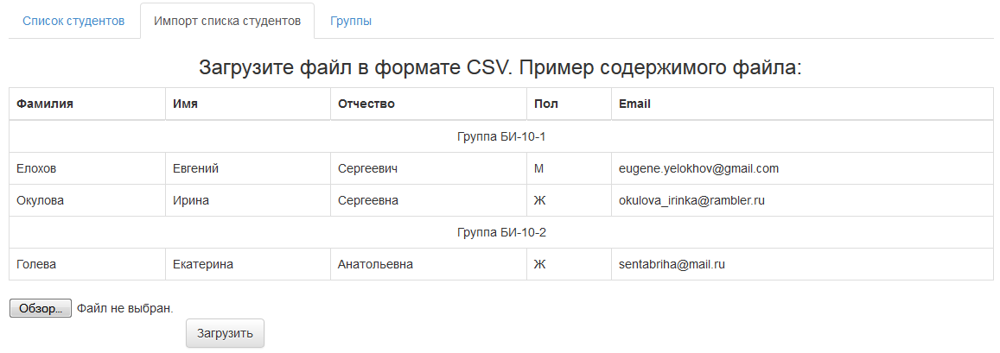 Список студентов Импорт списка студентов Группы
Загрузите файл в формате CSV. Пример содержимого файла:
Фамилия Имя Отчество Пол Email
Группа БИ-10-1
Елохов Евгений Сергеевич М eugene.yelokhov@gmail.com
Окулова Ирина Сергеевна Ж okulova_irinka@rambler.ru
Группа БИ-10-2
Голева Екатерина Анатольевна Ж sentabriha@mail.ru
Обзор... Файл не выбран.
Загрузить